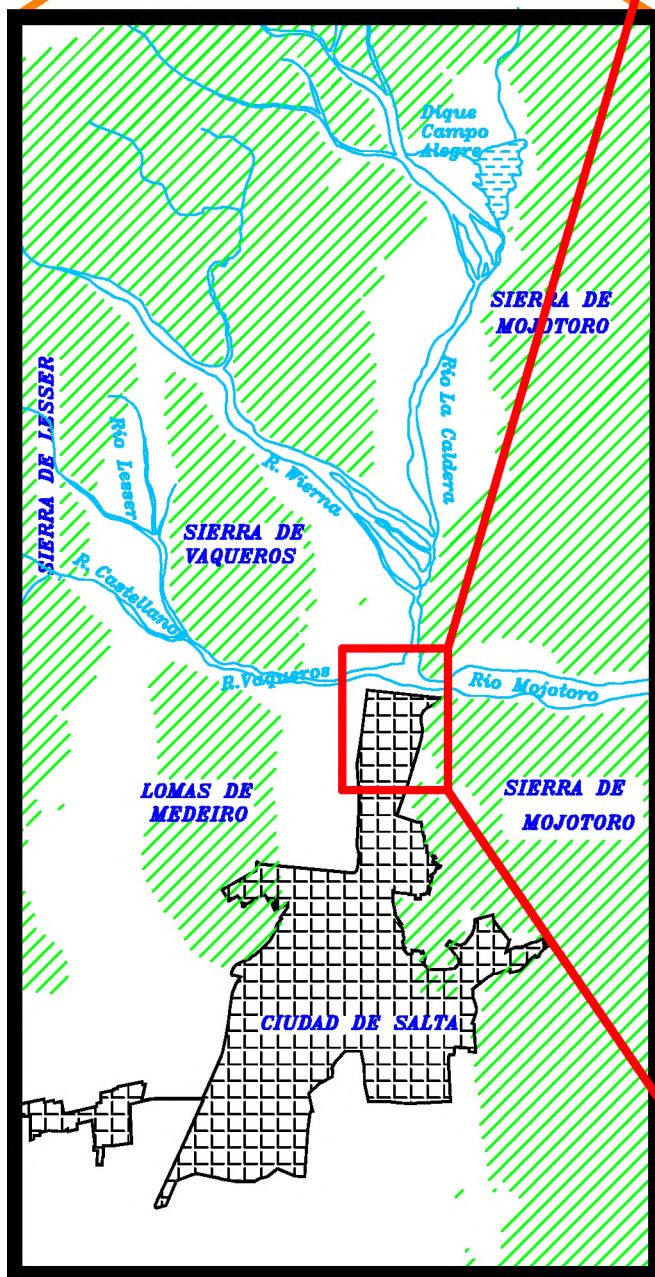 Dique
Campo
Alegre
SIERRA DE
MOJOTORO
Río La Caldera
SIERRA DE LESSER
Río Lesser
R. Wierna
SIERRA DE
VAQUEROS
R. Castellano
R. Vaqueros
Río Mojotoro
LOMAS DE
MEDEIRO
SIERRA DE
MOJOTORO
CIUDAD DE SALTA